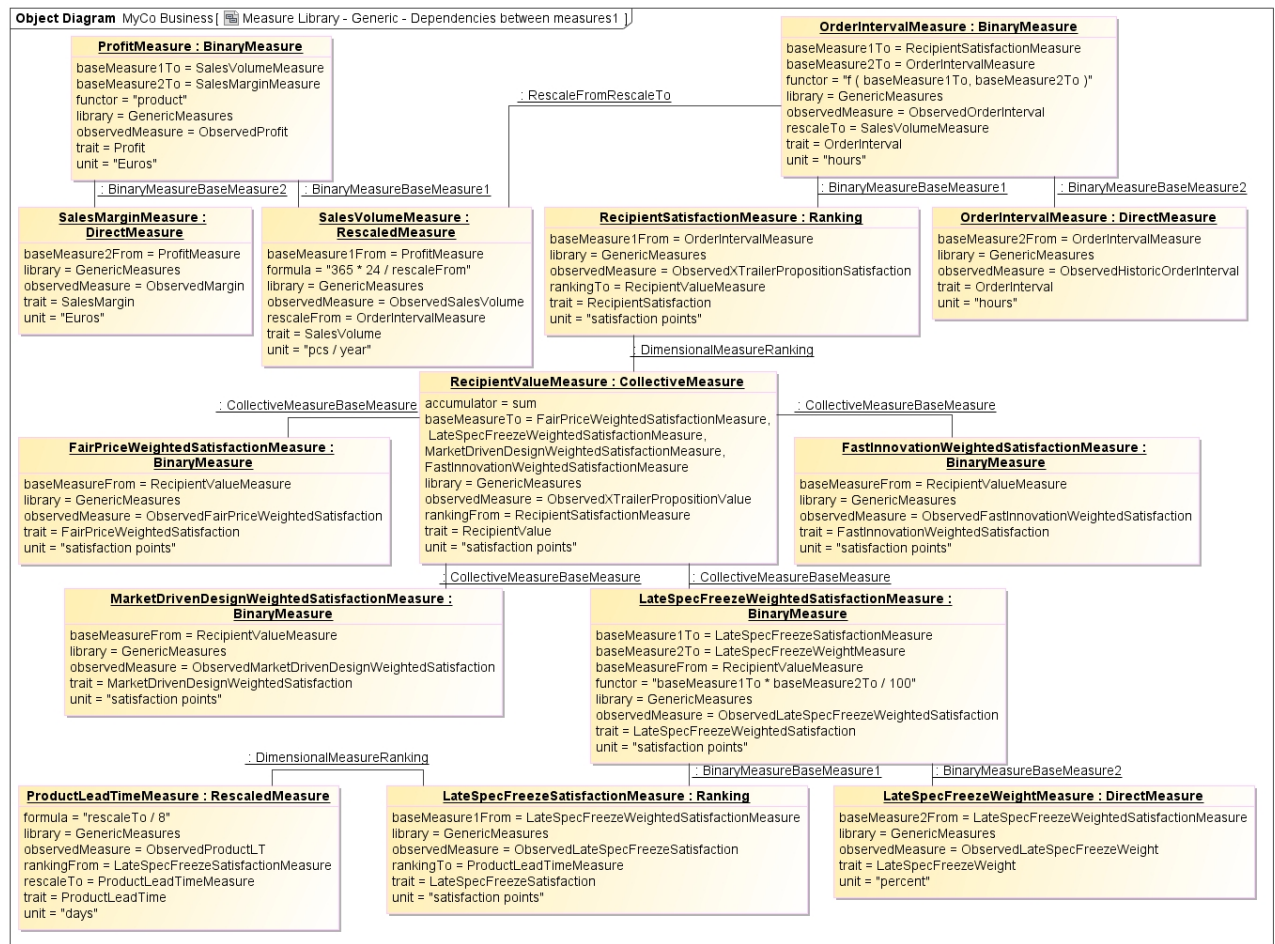 Object Diagram MyCo Business[ Measure Library - Generic - Dependencies between measures1 ]
ProfitMeasure : BinaryMeasure
baseMeasure1To = SalesVolumeMeasure
baseMeasure2To = SalesMarginMeasure
functor = "product"
library = GenericMeasures
observedMeasure = ObservedProfit
trait = Profit
unit = "Euros"
: RescaleFromRescaleTo
OrderIntervalMeasure : BinaryMeasure
baseMeasure1To = RecipientSatisfactionMeasure
baseMeasure2To = OrderIntervalMeasure
functor = "f ( baseMeasure1To, baseMeasure2To )"
library = GenericMeasures
observedMeasure = ObservedOrderInterval
rescaleTo = SalesVolumeMeasure
trait = OrderInterval
unit = "hours"
: BinaryMeasureBaseMeasure2
: BinaryMeasureBaseMeasure1
: BinaryMeasureBaseMeasure1
: BinaryMeasureBaseMeasure2
SalesMarginMeasure :
DirectMeasure
baseMeasure2From = ProfitMeasure
library = GenericMeasures
observedMeasure = ObservedMargin
trait = SalesMargin
unit = "Euros"
SalesVolumeMeasure :
RescaledMeasure
baseMeasure1From = ProfitMeasure
formula = "365 * 24 / rescaleFrom"
library = GenericMeasures
observedMeasure = ObservedSalesVolume
rescaleFrom = OrderIntervalMeasure
trait = SalesVolume
unit = "pcs / year"
RecipientSatisfactionMeasure : Ranking
baseMeasure1From = OrderIntervalMeasure
library = GenericMeasures
observedMeasure = ObservedXTrailerPropositionSatisfaction
rankingTo = RecipientValueMeasure
trait = RecipientSatisfaction
unit = "satisfaction points"
OrderIntervalMeasure : DirectMeasure
baseMeasure2From = OrderIntervalMeasure
library = GenericMeasures
observedMeasure = ObservedHistoricOrderInterval
trait = OrderInterval
unit = "hours"
: DimensionalMeasureRanking
RecipientValueMeasure : CollectiveMeasure
accumulator = sum
baseMeasureTo = FairPriceWeightedSatisfactionMeasure,
LateSpecFreezeWeightedSatisfactionMeasure,
MarketDrivenDesignWeightedSatisfactionMeasure,
FastInnovationWeightedSatisfactionMeasure
library = GenericMeasures
observedMeasure = ObservedXTrailerPropositionValue
rankingFrom = RecipientSatisfactionMeasure
trait = RecipientValue
unit = "satisfaction points"
: CollectiveMeasureBaseMeasure
: CollectiveMeasureBaseMeasure
FairPriceWeightedSatisfactionMeasure :
BinaryMeasure
baseMeasureFrom = RecipientValueMeasure
library = GenericMeasures
observedMeasure = ObservedFairPriceWeightedSatisfaction
trait = FairPriceWeightedSatisfaction
unit = "satisfaction points"
FastInnovationWeightedSatisfactionMeasure :
BinaryMeasure
baseMeasureFrom = RecipientValueMeasure
library = GenericMeasures
observedMeasure = ObservedFastInnovationWeightedSatisfaction
trait = FastInnovationWeightedSatisfaction
unit = "satisfaction points"
: CollectiveMeasureBaseMeasure
: CollectiveMeasureBaseMeasure
MarketDrivenDesignWeightedSatisfactionMeasure :
BinaryMeasure
baseMeasureFrom = RecipientValueMeasure
library = GenericMeasures
observedMeasure = ObservedMarketDrivenDesignWeightedSatisfaction
trait = MarketDrivenDesignWeightedSatisfaction
unit = "satisfaction points"
LateSpecFreezeWeightedSatisfactionMeasure :
BinaryMeasure
baseMeasure1To = LateSpecFreezeSatisfactionMeasure
baseMeasure2To = LateSpecFreezeWeightMeasure
baseMeasureFrom = RecipientValueMeasure
functor = "baseMeasure1To * baseMeasure2To / 100"
library = GenericMeasures
observedMeasure = ObservedLateSpecFreezeWeightedSatisfaction
trait = LateSpecFreezeWeightedSatisfaction
unit = "satisfaction points"
: DimensionalMeasureRanking
: BinaryMeasureBaseMeasure1
: BinaryMeasureBaseMeasure2
ProductLeadTimeMeasure : RescaledMeasure
formula = "rescaleTo / 8"
library = GenericMeasures
observedMeasure = ObservedProductLT
rankingFrom = LateSpecFreezeSatisfactionMeasure
rescaleTo = ProductLeadTimeMeasure
trait = ProductLeadTime
unit = "days"
LateSpecFreezeSatisfactionMeasure : Ranking
baseMeasure1From = LateSpecFreezeWeightedSatisfactionMeasure
library = GenericMeasures
observedMeasure = ObservedLateSpecFreezeSatisfaction
rankingTo = ProductLeadTimeMeasure
trait = LateSpecFreezeSatisfaction
unit = "satisfaction points"
LateSpecFreezeWeightMeasure : DirectMeasure
baseMeasure2From = LateSpecFreezeWeightedSatisfactionMeasure
library = GenericMeasures
observedMeasure = ObservedLateSpecFreezeWeight
trait = LateSpecFreezeWeight
unit = "percent"